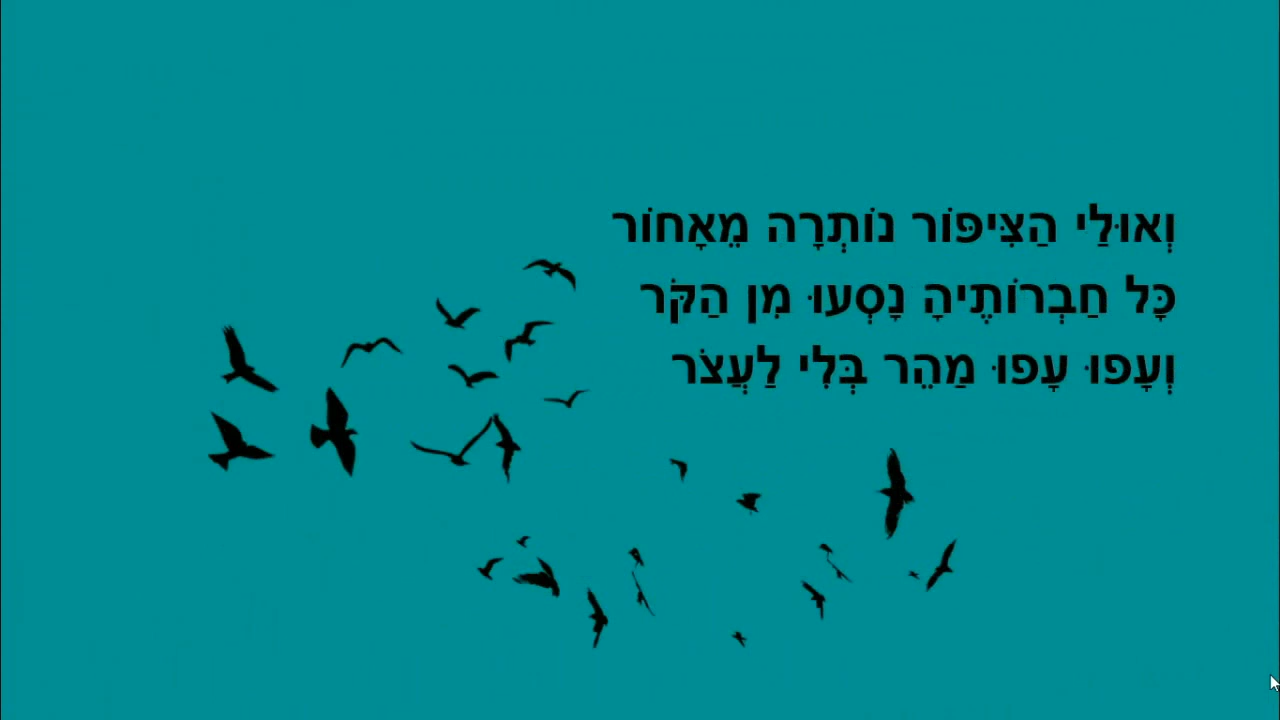 וְאוּלַי הַצִּיפּוֹר נוֹתְרָה מֵאָחוֹר
כָּל חַבְרוֹתֶיהָ נָסְעוּ מִן הַקֹּר
וְעָפוּ עָפוּ מַהֵר בְּלִי לַעֲצֹר